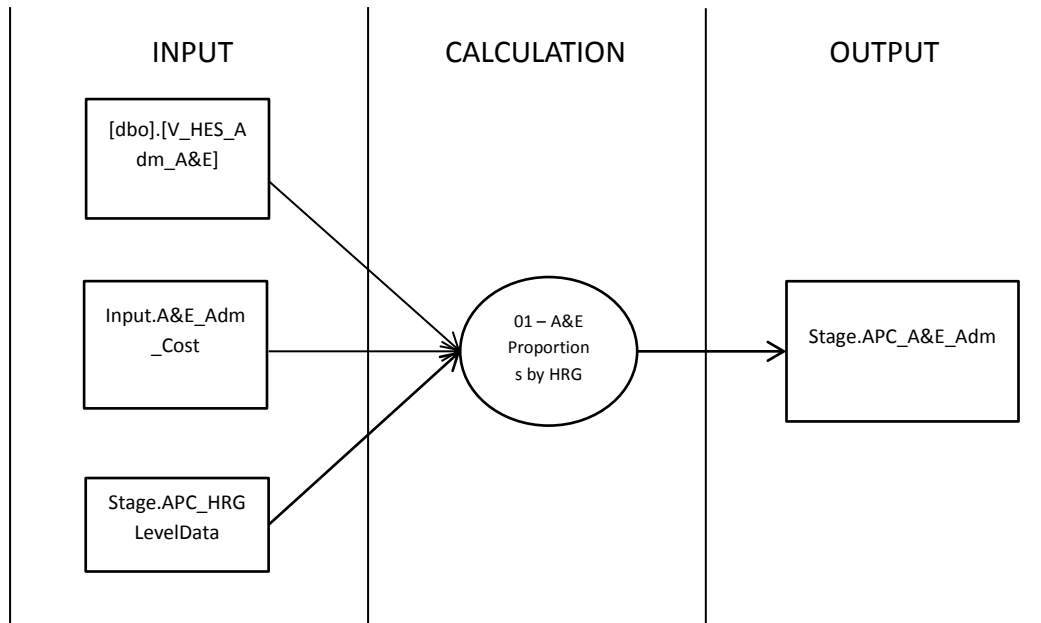 INPUT
CALCULATION
OUTPUT
[dbo].[V_HES_A
dm_A&E]
Input.A&E_Adm
_Cost
Stage.APC_HRG
LevelData
01 – A&E
Proportion
s by HRG
Stage.APC_A&E_Adm